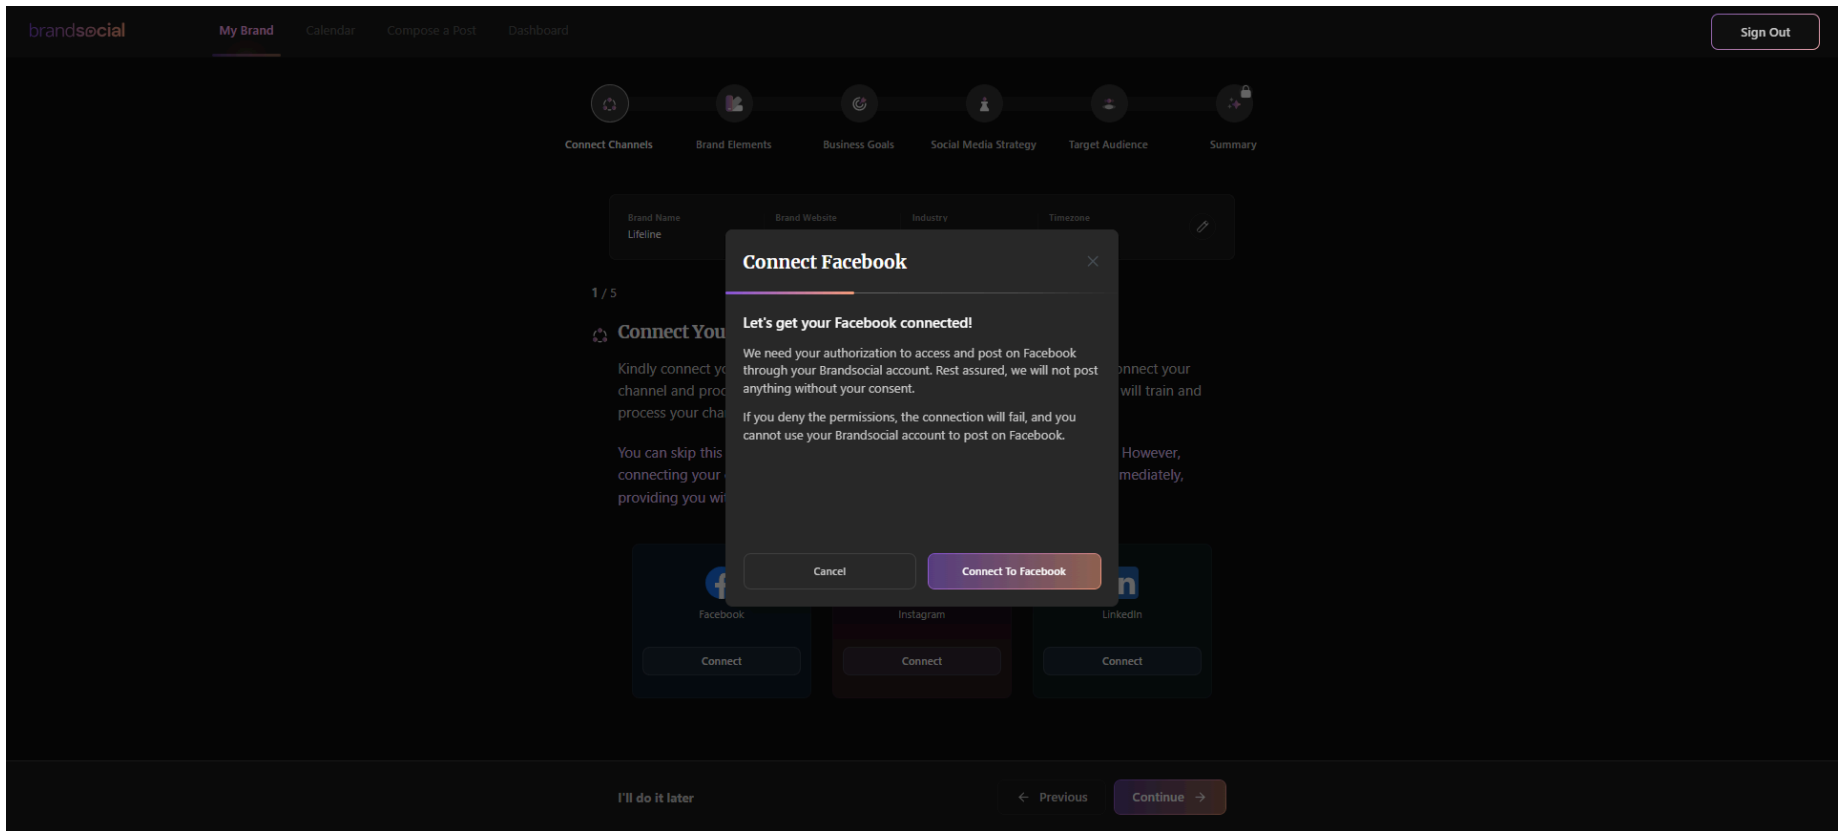 brandsocial
My Brand
Calendar
Compose a Post
Dashboard
Sign Out
Connect Channels
Brand Elements
Business Goals
Social Media Strategy
Target Audience
Summary
Brand Name
Brand Website
Industry
Timezone
Lifeline
1 / 5
Connect You
Kindly connect
onnect your
channel and
will train and
process your
You can skip this
However,
connecting your
mediately,
providing you
Connect Facebook
Let's get your Facebook connected!
We need your authorization to access and post on Facebook
through your Brandsocial account. Rest assured, we will not post
anything without your consent.
If you deny the permissions, the connection will fail, and you
cannot use your Brandsocial account to post on Facebook.
Cancel
Connect To Facebook
Facebook
Instagram
LinkedIn
Connect
Connect
Connect
I'll do it later
← Previous
Continue →